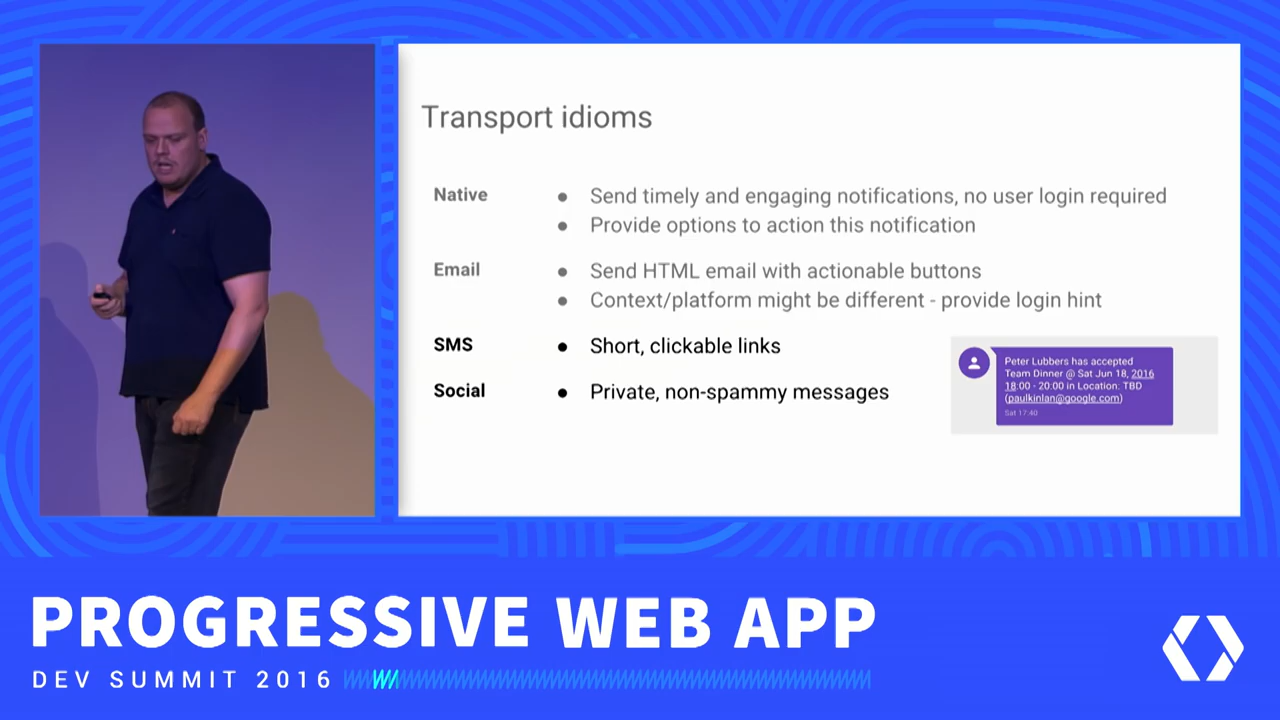 Transport idioms
Native
● Send timely and engaging notifications, no user login required
● Provide options to action this notification
Email
● Send HTML email with actionable buttons
● Context/platform might be different - provide login hint
SMS
● Short, clickable links
Social
● Private, non-spammy messages
Peter Lubbers has accepted
Team Dinner @ Sat Jun 18, 2016
18:00 - 20:00 in Location: TBD
(paulkinlan@google.com)
Sat 17:40
PROGRESSIVE WEB APP
DEV SUMMIT 2016